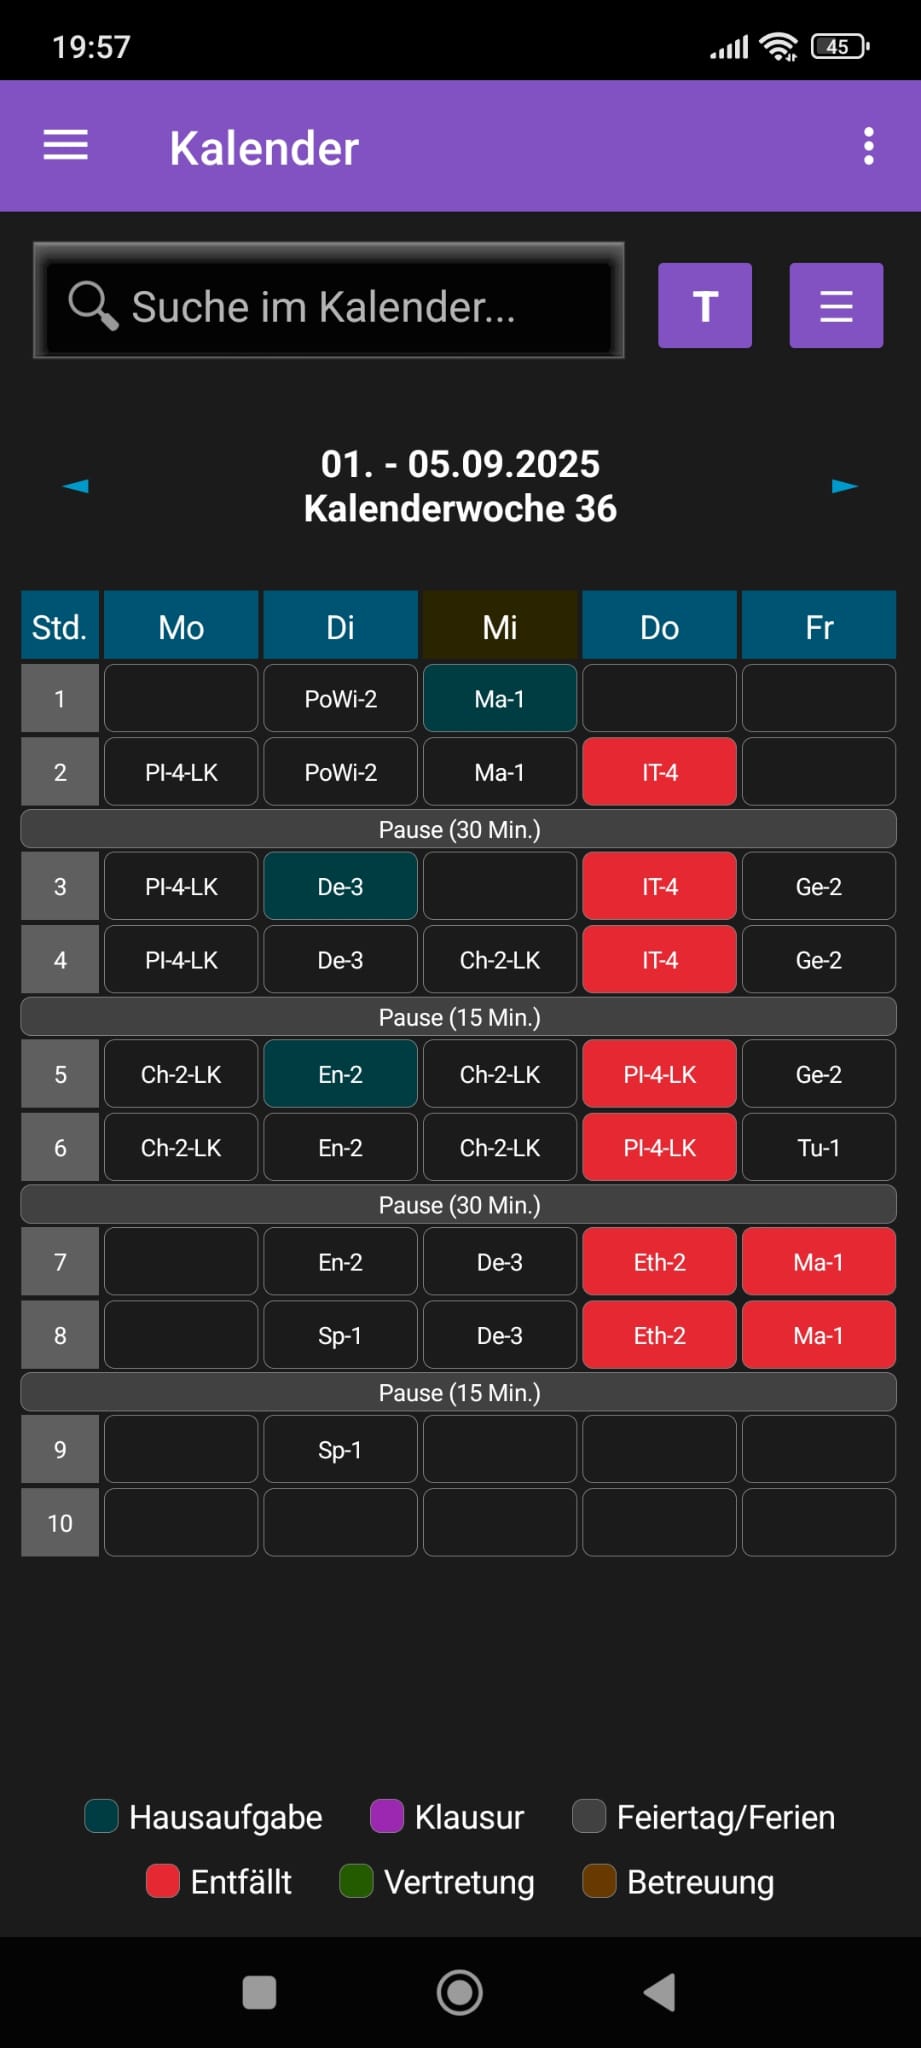 19:57
45
Kalender
Suche im Kalender...
T
01. - 05.09.2025
Kalenderwoche 36
Std. Mo Di Mi Do Fr
1 PoWi-2 Ma-1
2 PI-4-LK PoWi-2 Ma-1 IT-4
Pause (30 Min.)
3 PI-4-LK De-3 IT-4 Ge-2
4 PI-4-LK De-3 Ch-2-LK IT-4 Ge-2
Pause (15 Min.)
5 Ch-2-LK En-2 Ch-2-LK PI-4-LK Ge-2
6 Ch-2-LK En-2 Ch-2-LK PI-4-LK Tu-1
Pause (30 Min.)
7 En-2 De-3 Eth-2 Ma-1
8 Sp-1 De-3 Eth-2 Ma-1
Pause (15 Min.)
9 Sp-1
10
Hausaufgabe Klausur Feiertag/Ferien
Entfällt Vertretung Betreuung